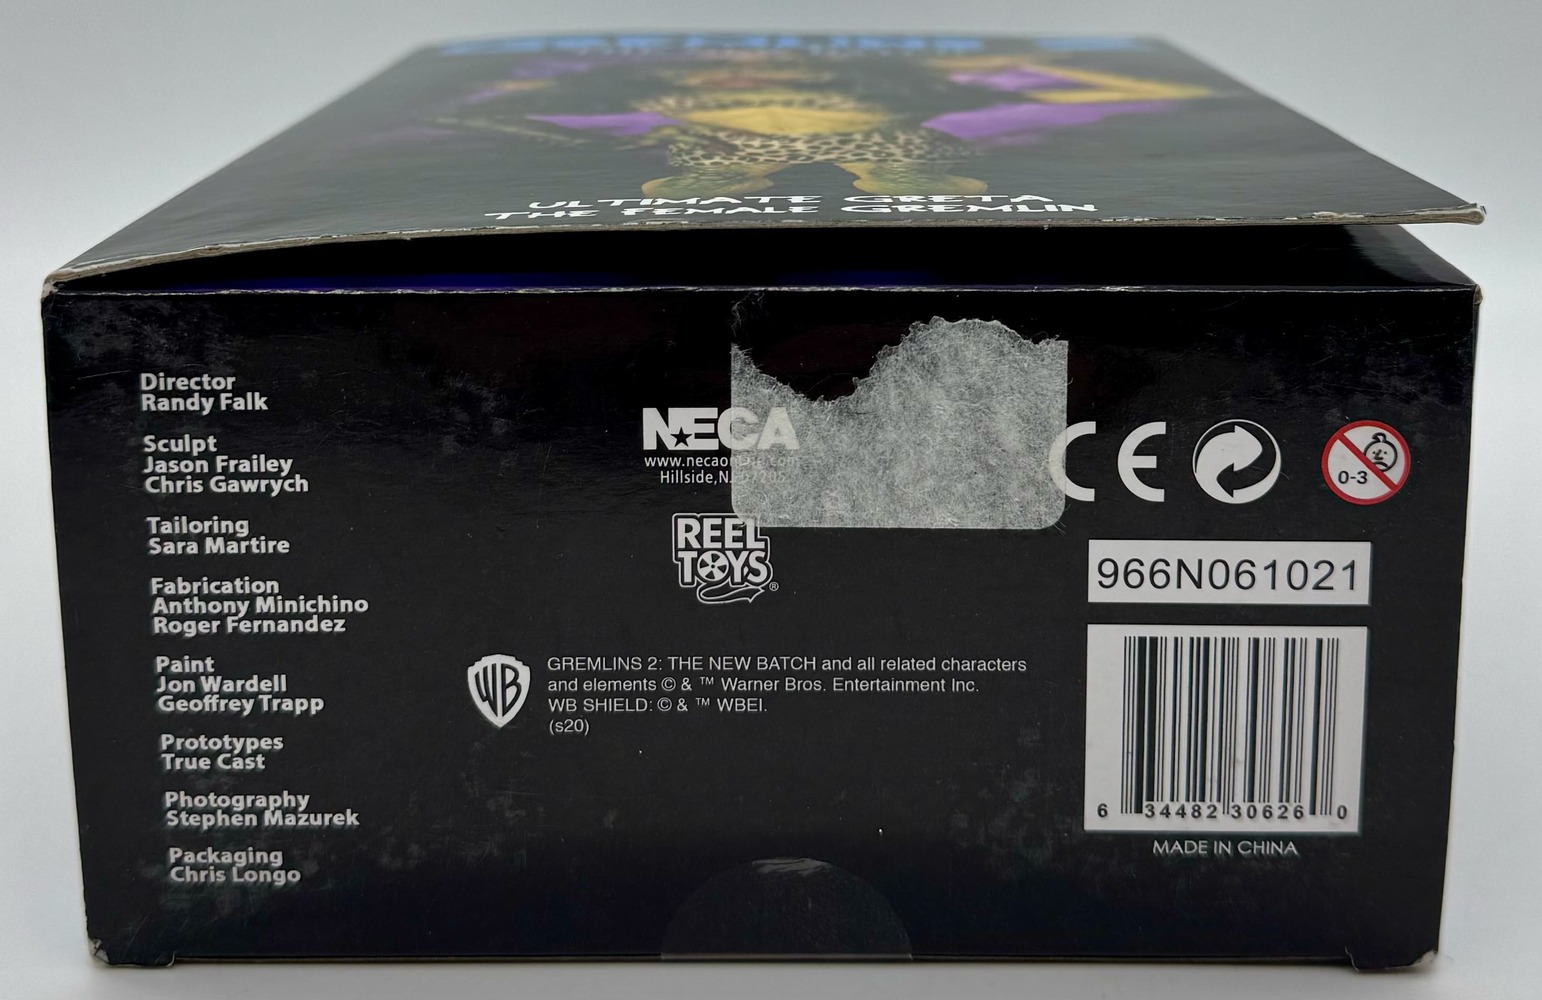 ULTIMATE GRETA
THE FEMALE GREMLIN
Director
Randy Falk
Sculpt
Jason Frailey
Chris Gawrych
Tailoring
Sara Martire
Fabrication
Anthony Minichino
Roger Fernandez
Paint
Jon Wardell
Geoffrey Trapp
Prototypes
True Cast
Photography
Stephen Mazurek
Packaging
Chris Longo
NECA
Hillside,
REEL
TOYS
®
WB
GREMLINS 2: THE NEW BATCH and all related characters
and elements © & ™ Warner Bros. Entertainment Inc.
WB SHIELD: © & ™ WBEI.
(s20)
CE
0-3
966N061021
6 34482 30626 0
MADE IN CHINA